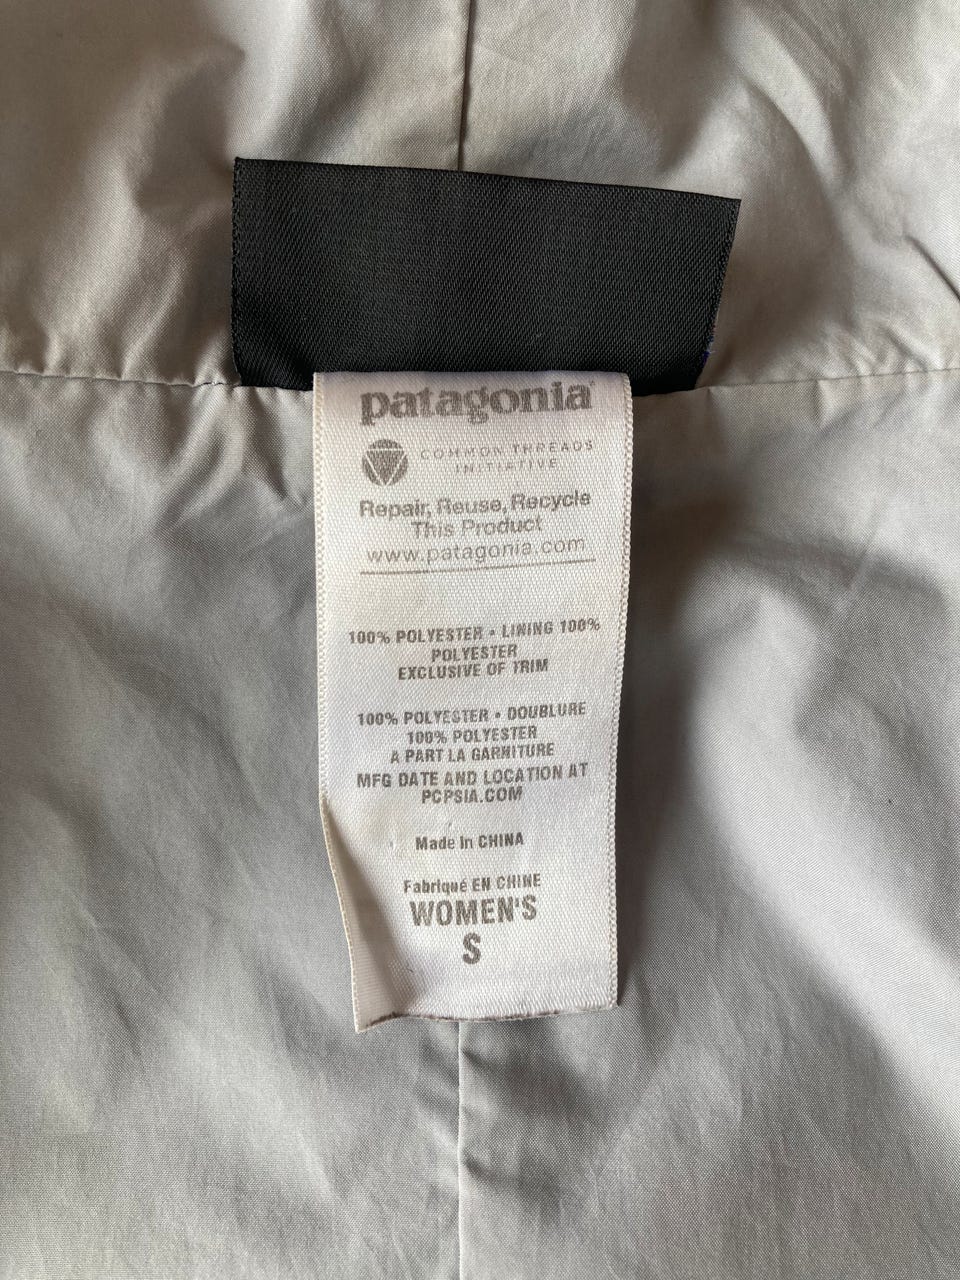 patagonia
COMMON THREADS
INITIATIVE
Repair, Reuse, Recycle
This Product
www.patagonia.com
100% POLYESTER • LINING 100%
POLYESTER
EXCLUSIVE OF TRIM
100% POLYESTER • DOUBLURE
100% POLYESTER
A PART LA GARNITURE
MFG DATE AND LOCATION AT
PCPSIA.COM
Made In CHINA
Fabriqué EN CHINE
WOMEN'S
S